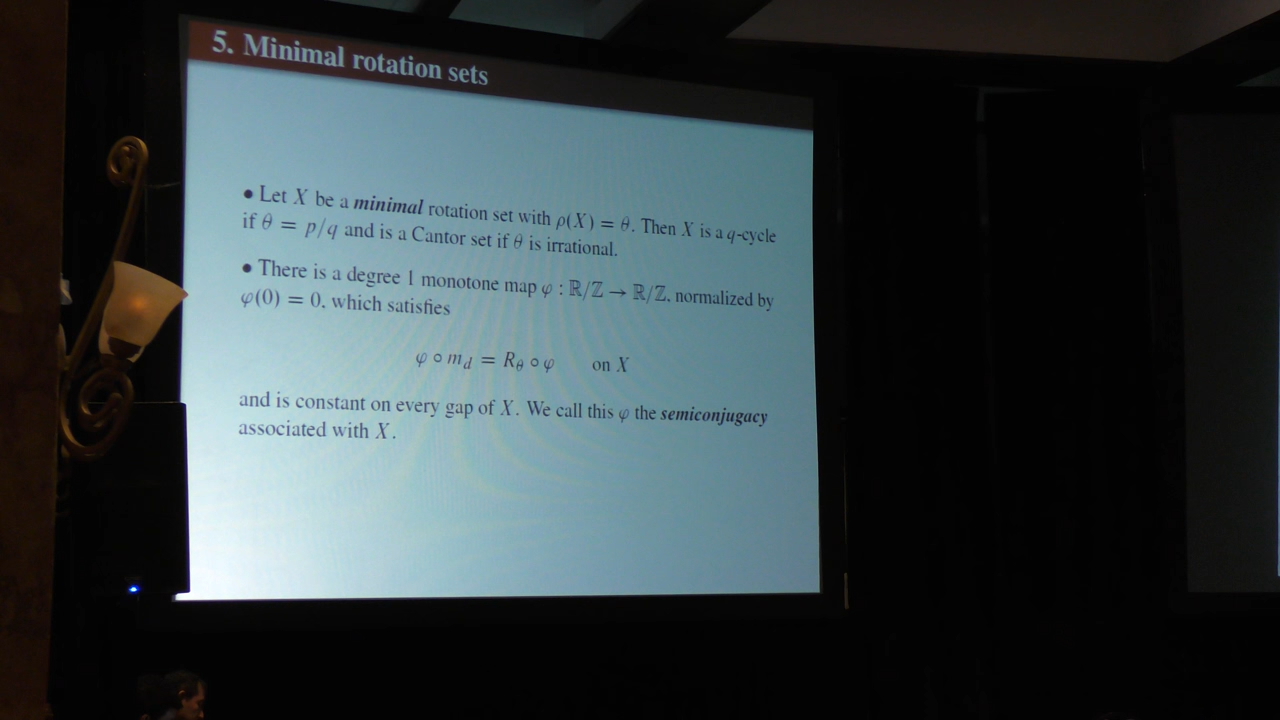 5. Minimal rotation sets
• Let X be a minimal rotation set with ρ(X) = θ. Then X is a q-cycle
if θ = p/q and is a Cantor set if θ is irrational.
• There is a degree 1 monotone map φ : ℝ/ℤ → ℝ/ℤ, normalized by
φ(0) = 0, which satisfies
φ ∘ m_d = R_θ ∘ φ on X
and is constant on every gap of X. We call this φ the semiconjugacy
associated with X.